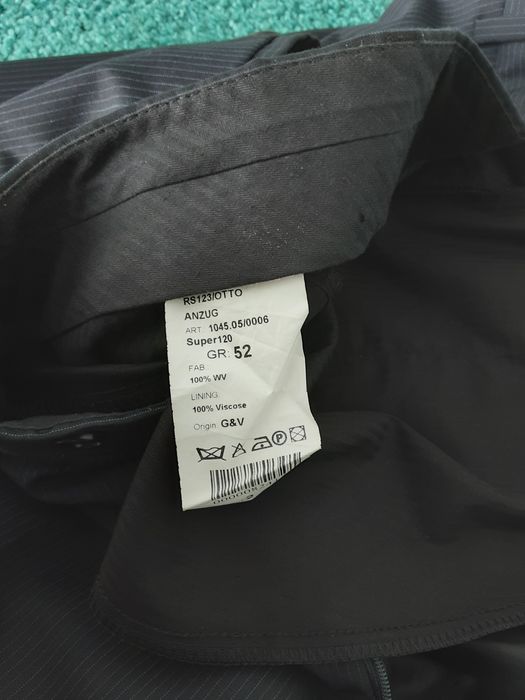 RS123/OTTO
ANZUG
ART: 1045.05/0006
Super120
GR: 52
FAB:
100% WV
LINING:
100% Viscose
Origin: G&V
P